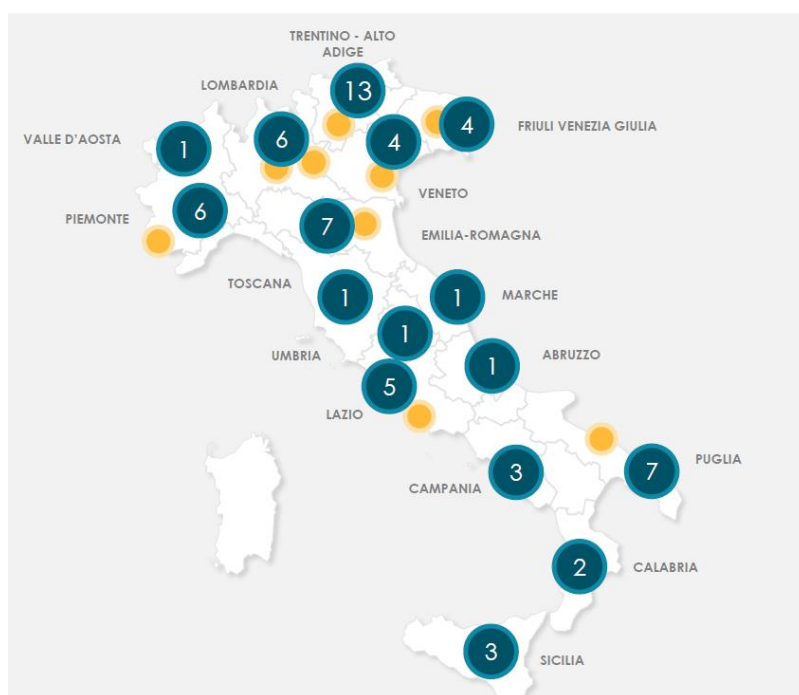 TRENTINO - ALTO
ADIGE
13
LOMBARDIA
6
4
4
FRIULI VENEZIA GIULIA
VALLE D'AOSTA
1
VENETO
PIEMONTE
6
7
EMILIA-ROMAGNA
TOSCANA
1
1
MARCHE
UMBRIA
1
ABRUZZO
1
5
LAZIO
PUGLIA
7
CAMPANIA
3
2
CALABRIA
3
SICILIA